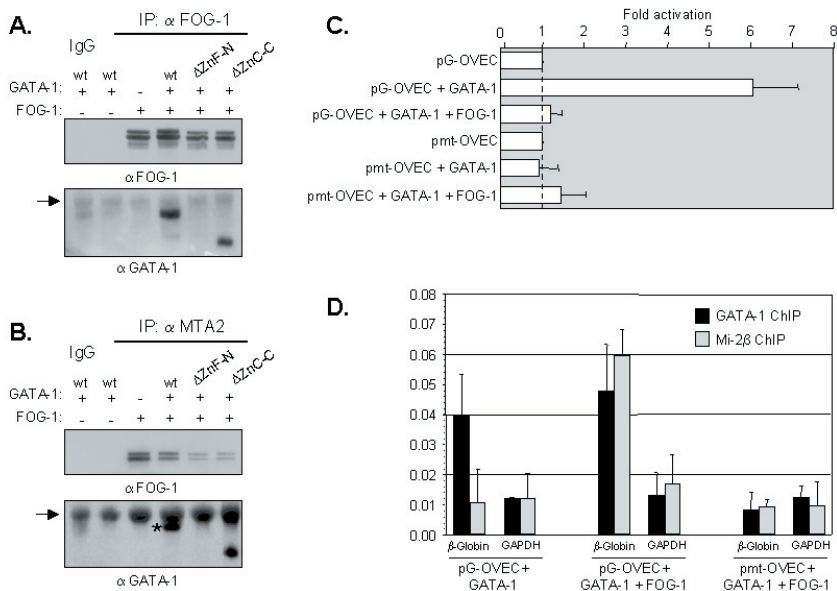 A.
IP: α FOG-1
IgG
wt wt wt ΔZnF-N ΔZnC-C
GATA-1: + + - + + +
FOG-1: - - + + + +
α FOG-1
α GATA-1
B.
IP: α MTA2
IgG
wt wt wt ΔZnF-N ΔZnC-C
GATA-1: + + - + + +
FOG-1: - - + + + +
α FOG-1
*
α GATA-1
C.
Fold activation
0 1 2 3 4 5 6 7 8
pG-OVEC
pG-OVEC + GATA-1
pG-OVEC + GATA-1 + FOG-1
pmt-OVEC
pmt-OVEC + GATA-1
pmt-OVEC + GATA-1 + FOG-1
D.
0.08
0.07
0.06
0.05
0.04
0.03
0.02
0.01
0.00
GATA-1 ChIP
Mi-2β ChIP
β-Globin GAPDH β-Globin GAPDH β-Globin GAPDH
pG-OVEC + GATA-1
pG-OVEC + GATA-1 + FOG-1
pmt-OVEC + GATA-1 + FOG-1